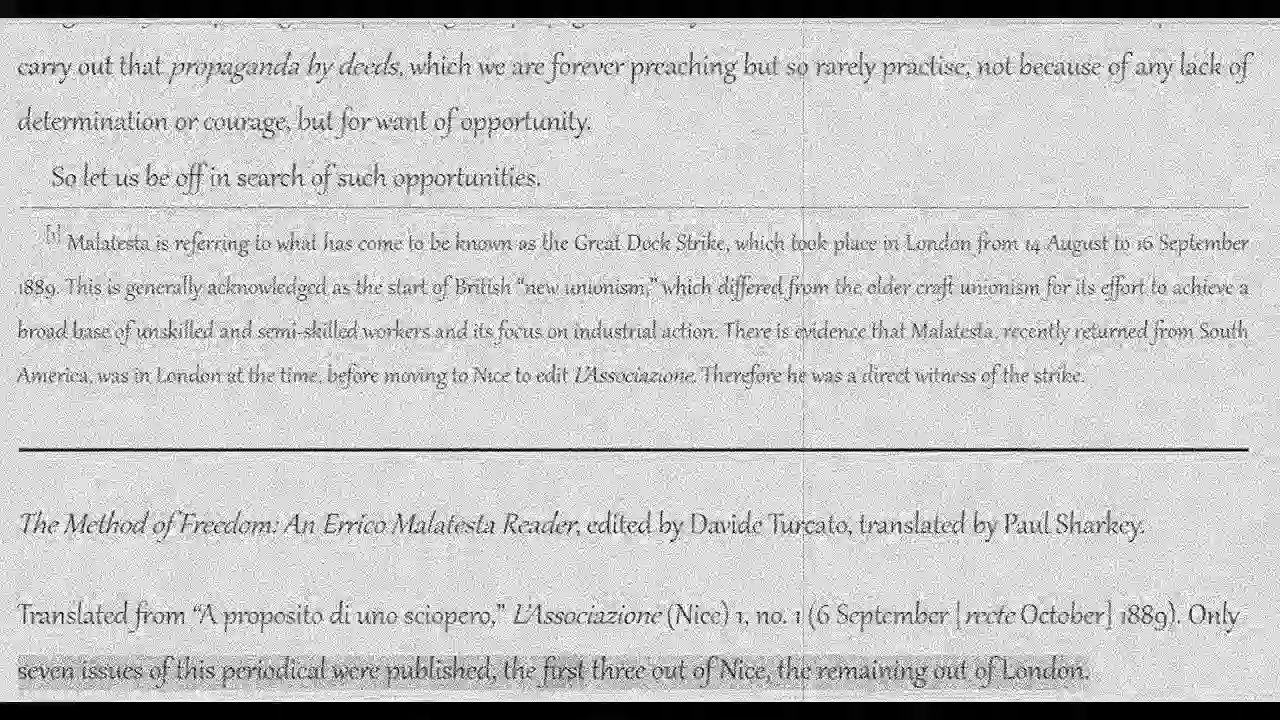 carry out that propaganda by deeds, which we are forever preaching but so rarely practise, not because of any lack of
determination or courage, but for want of opportunity.
So let us be off in search of such opportunities.
[1] Malatesta is referring to what has come to be known as the Great Dock Strike, which took place in London from 14 August to 16 September
1889. This is generally acknowledged as the start of British “new unionism,” which differed from the older craft unionism for its effort to achieve a
broad base of unskilled and semi-skilled workers and its focus on industrial action. There is evidence that Malatesta, recently returned from South
America, was in London at the time, before moving to Nice to edit L’Associazione. Therefore he was a direct witness of the strike.
The Method of Freedom: An Errico Malatesta Reader, edited by Davide Turcato, translated by Paul Sharkey.
Translated from “A proposito di uno sciopero,” L’Associazione (Nice) 1, no. 1 (6 September [recte October] 1889). Only
seven issues of this periodical were published, the first three out of Nice, the remaining out of London.